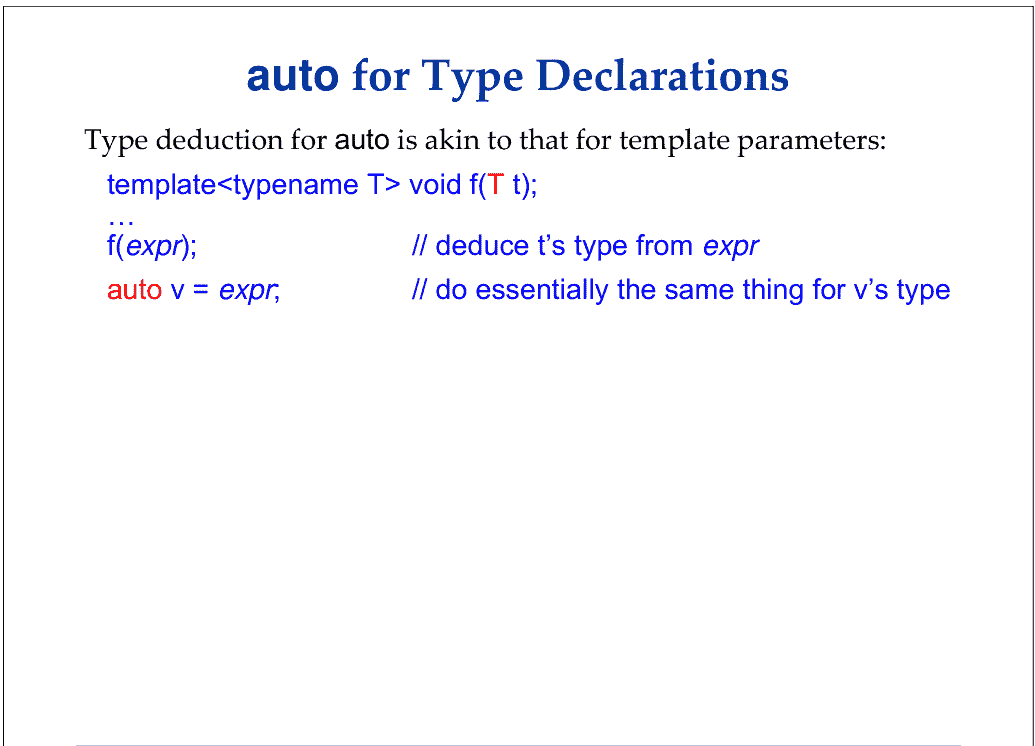 auto for Type Declarations
Type deduction for auto is akin to that for template parameters:
template<typename T> void f(T t);
…
f(expr); // deduce t’s type from expr
auto v = expr; // do essentially the same thing for v’s type